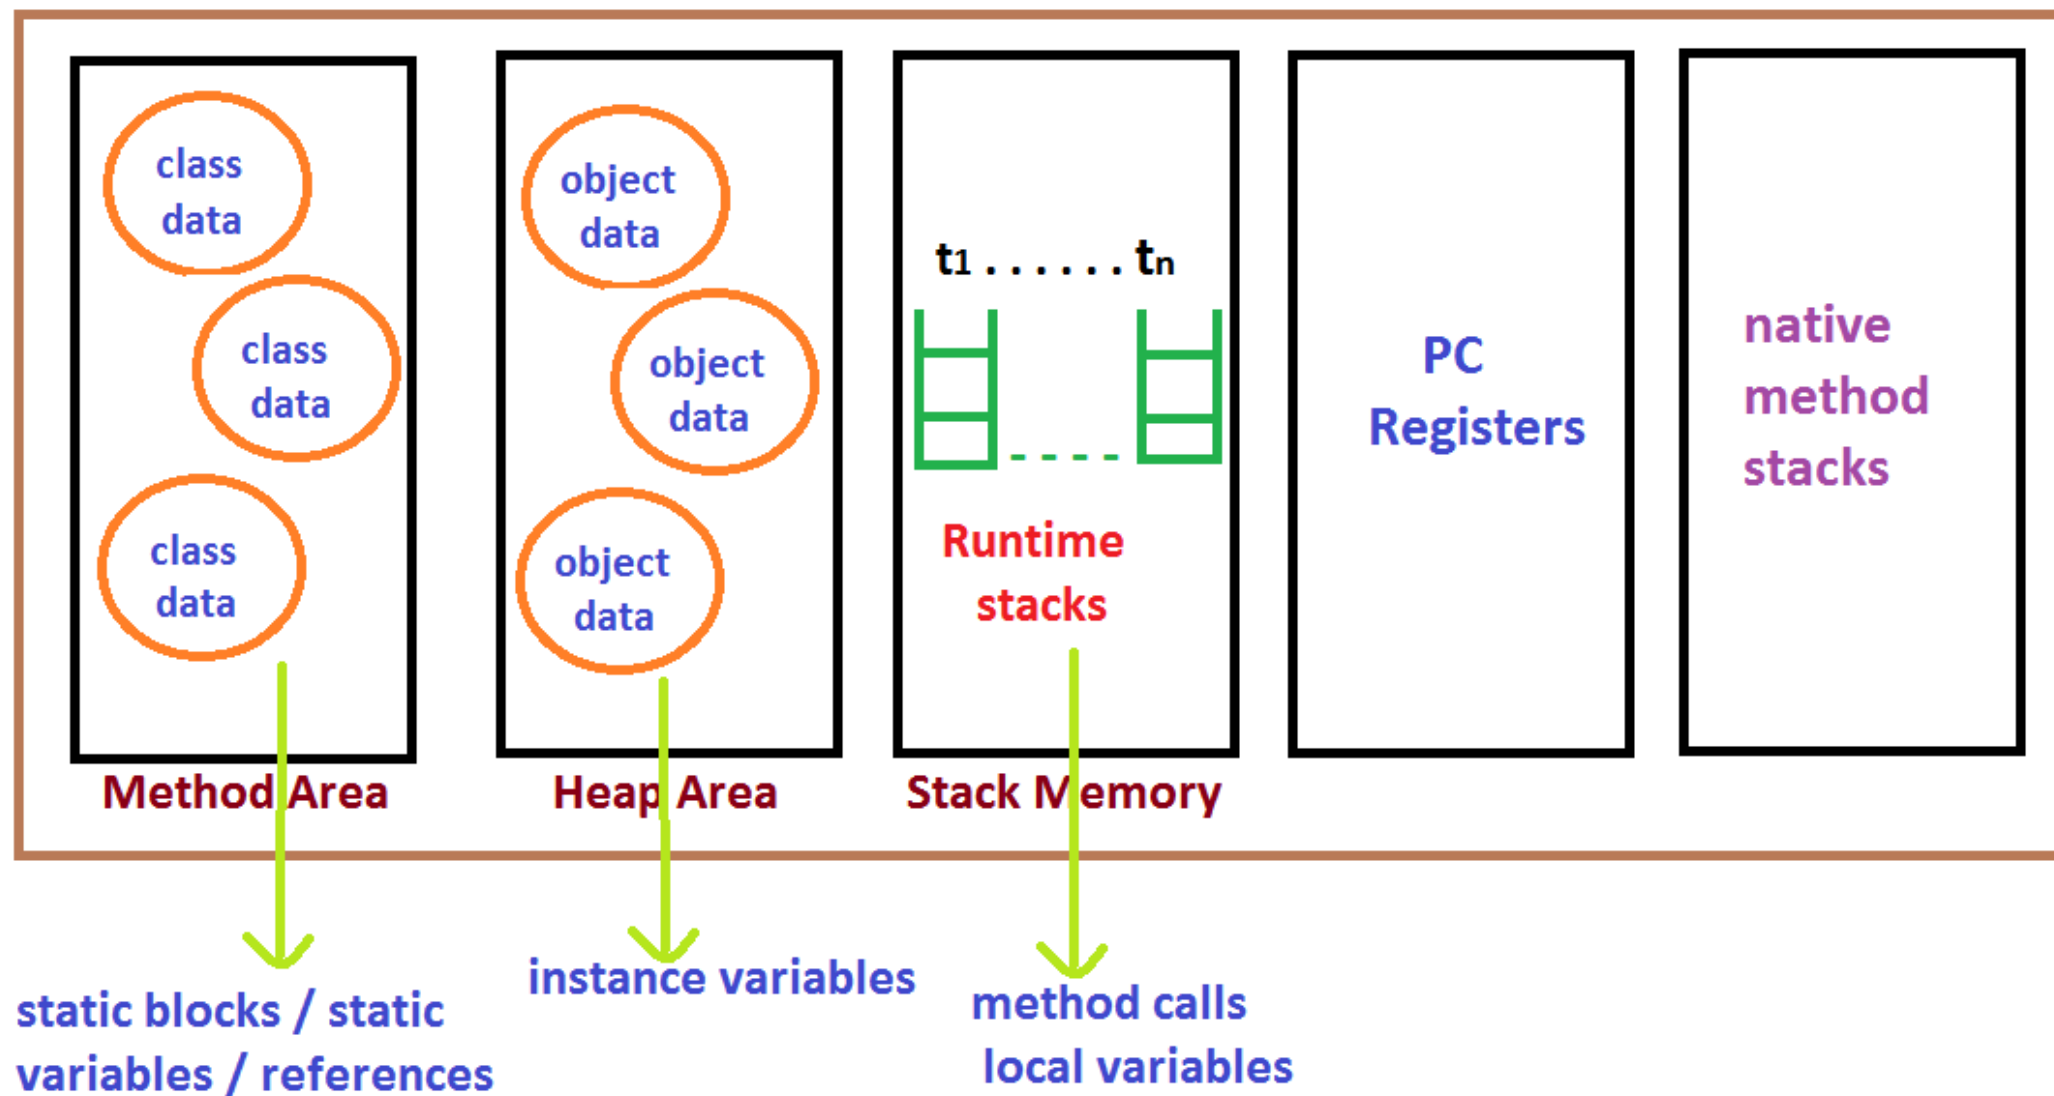 class
data
class
data
class
data
Method Area
object
data
object
data
object
data
Heap Area
t1 . . . . . . tn
- - - -
Runtime
stacks
Stack Memory
PC
Registers
native
method
stacks
static blocks / static
variables / references
instance variables
method calls
local variables